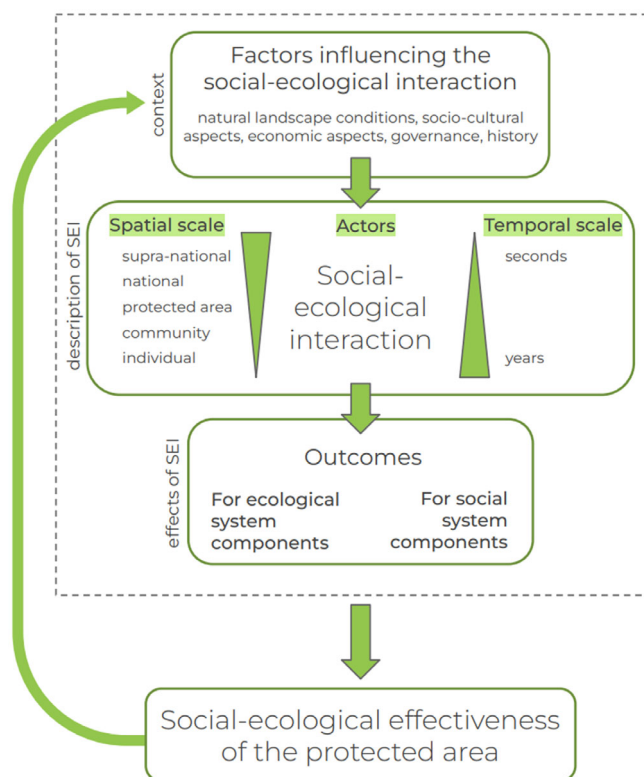 Factors influencing the
social-ecological interaction
natural landscape conditions, socio-cultural
aspects, economic aspects, governance, history
context
Spatial scale
supra-national
national
protected area
community
individual
Actors
Social-
ecological
interaction
Temporal scale
seconds
years
description of SEI
Outcomes
For ecological
system
components
For social
system
components
effects of SEI
Social-ecological effectiveness
of the protected area